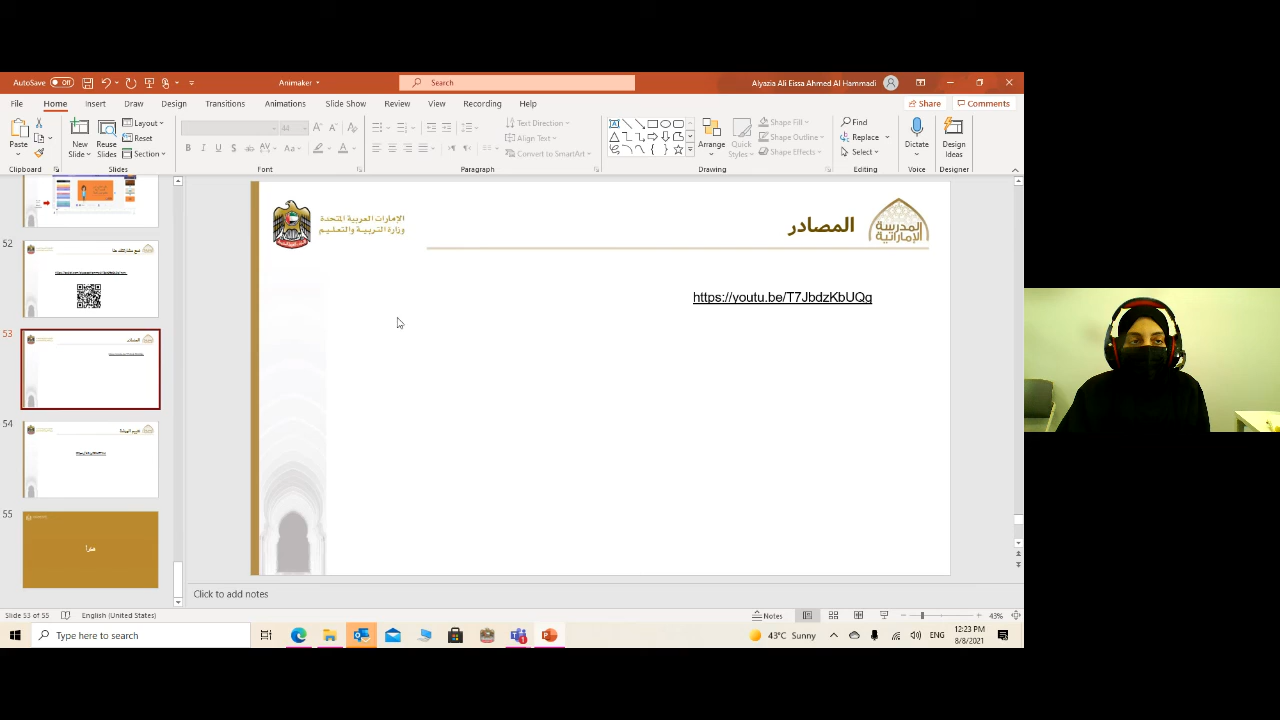 AutoSave Off
Animaker
Search
Alyazia Ali Eissa Ahmed Al Hammadi
File Home Insert Draw Design Transitions Animations Slide Show Review View Recording Help
Share Comments
Paste
New Slide
Reuse Slides
Layout
Reset
Section
44
Text Direction
Align Text
Convert to SmartArt
Arrange
Quick Styles
Shape Fill
Shape Outline
Shape Effects
Find
Replace
Select
Dictate
Design Ideas
Clipboard Slides Font Paragraph Drawing Editing Voice Designer
52
53
المصادر
54
55
الإمارات العربية المتحدة
وزارة التربية والتعليم
المصادر
المدرسة
الإماراتية
https://youtu.be/T7JbdzKbUQg
Click to add notes
Slide 53 of 55 English (United States) Notes 43%
Type here to search
43°C Sunny
ENG
12:23 PM
8/8/2021